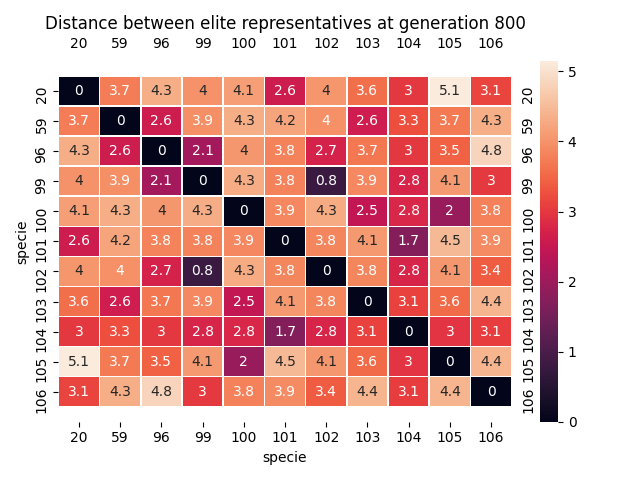 Distance between elite representatives at generation 800
20 59 96 99 100 101 102 103 104 105 106
20 0 3.7 4.3 4 4.1 2.6 4 3.6 3 5.1 3.1 20
59 3.7 0 2.6 3.9 4.3 4.2 4 2.6 3.3 3.7 4.3 59
96 4.3 2.6 0 2.1 4 3.8 2.7 3.7 3 3.5 4.8 96
99 4 3.9 2.1 0 4.3 3.8 0.8 3.9 2.8 4.1 3 99
100 4.1 4.3 4 4.3 0 3.9 4.3 2.5 2.8 2 3.8 100
101 2.6 4.2 3.8 3.8 3.9 0 3.8 4.1 1.7 4.5 3.9 101
102 4 4 2.7 0.8 4.3 3.8 0 3.8 2.8 4.1 3.4 102
103 3.6 2.6 3.7 3.9 2.5 4.1 3.8 0 3.1 3.6 4.4 103
104 3 3.3 3 2.8 2.8 1.7 2.8 3.1 0 3 3.1 104
105 5.1 3.7 3.5 4.1 2 4.5 4.1 3.6 3 0 4.4 105
106 3.1 4.3 4.8 3 3.8 3.9 3.4 4.4 3.1 4.4 0 106
20 59 96 99 100 101 102 103 104 105 106
specie
specie
5
4
3
2
1
0